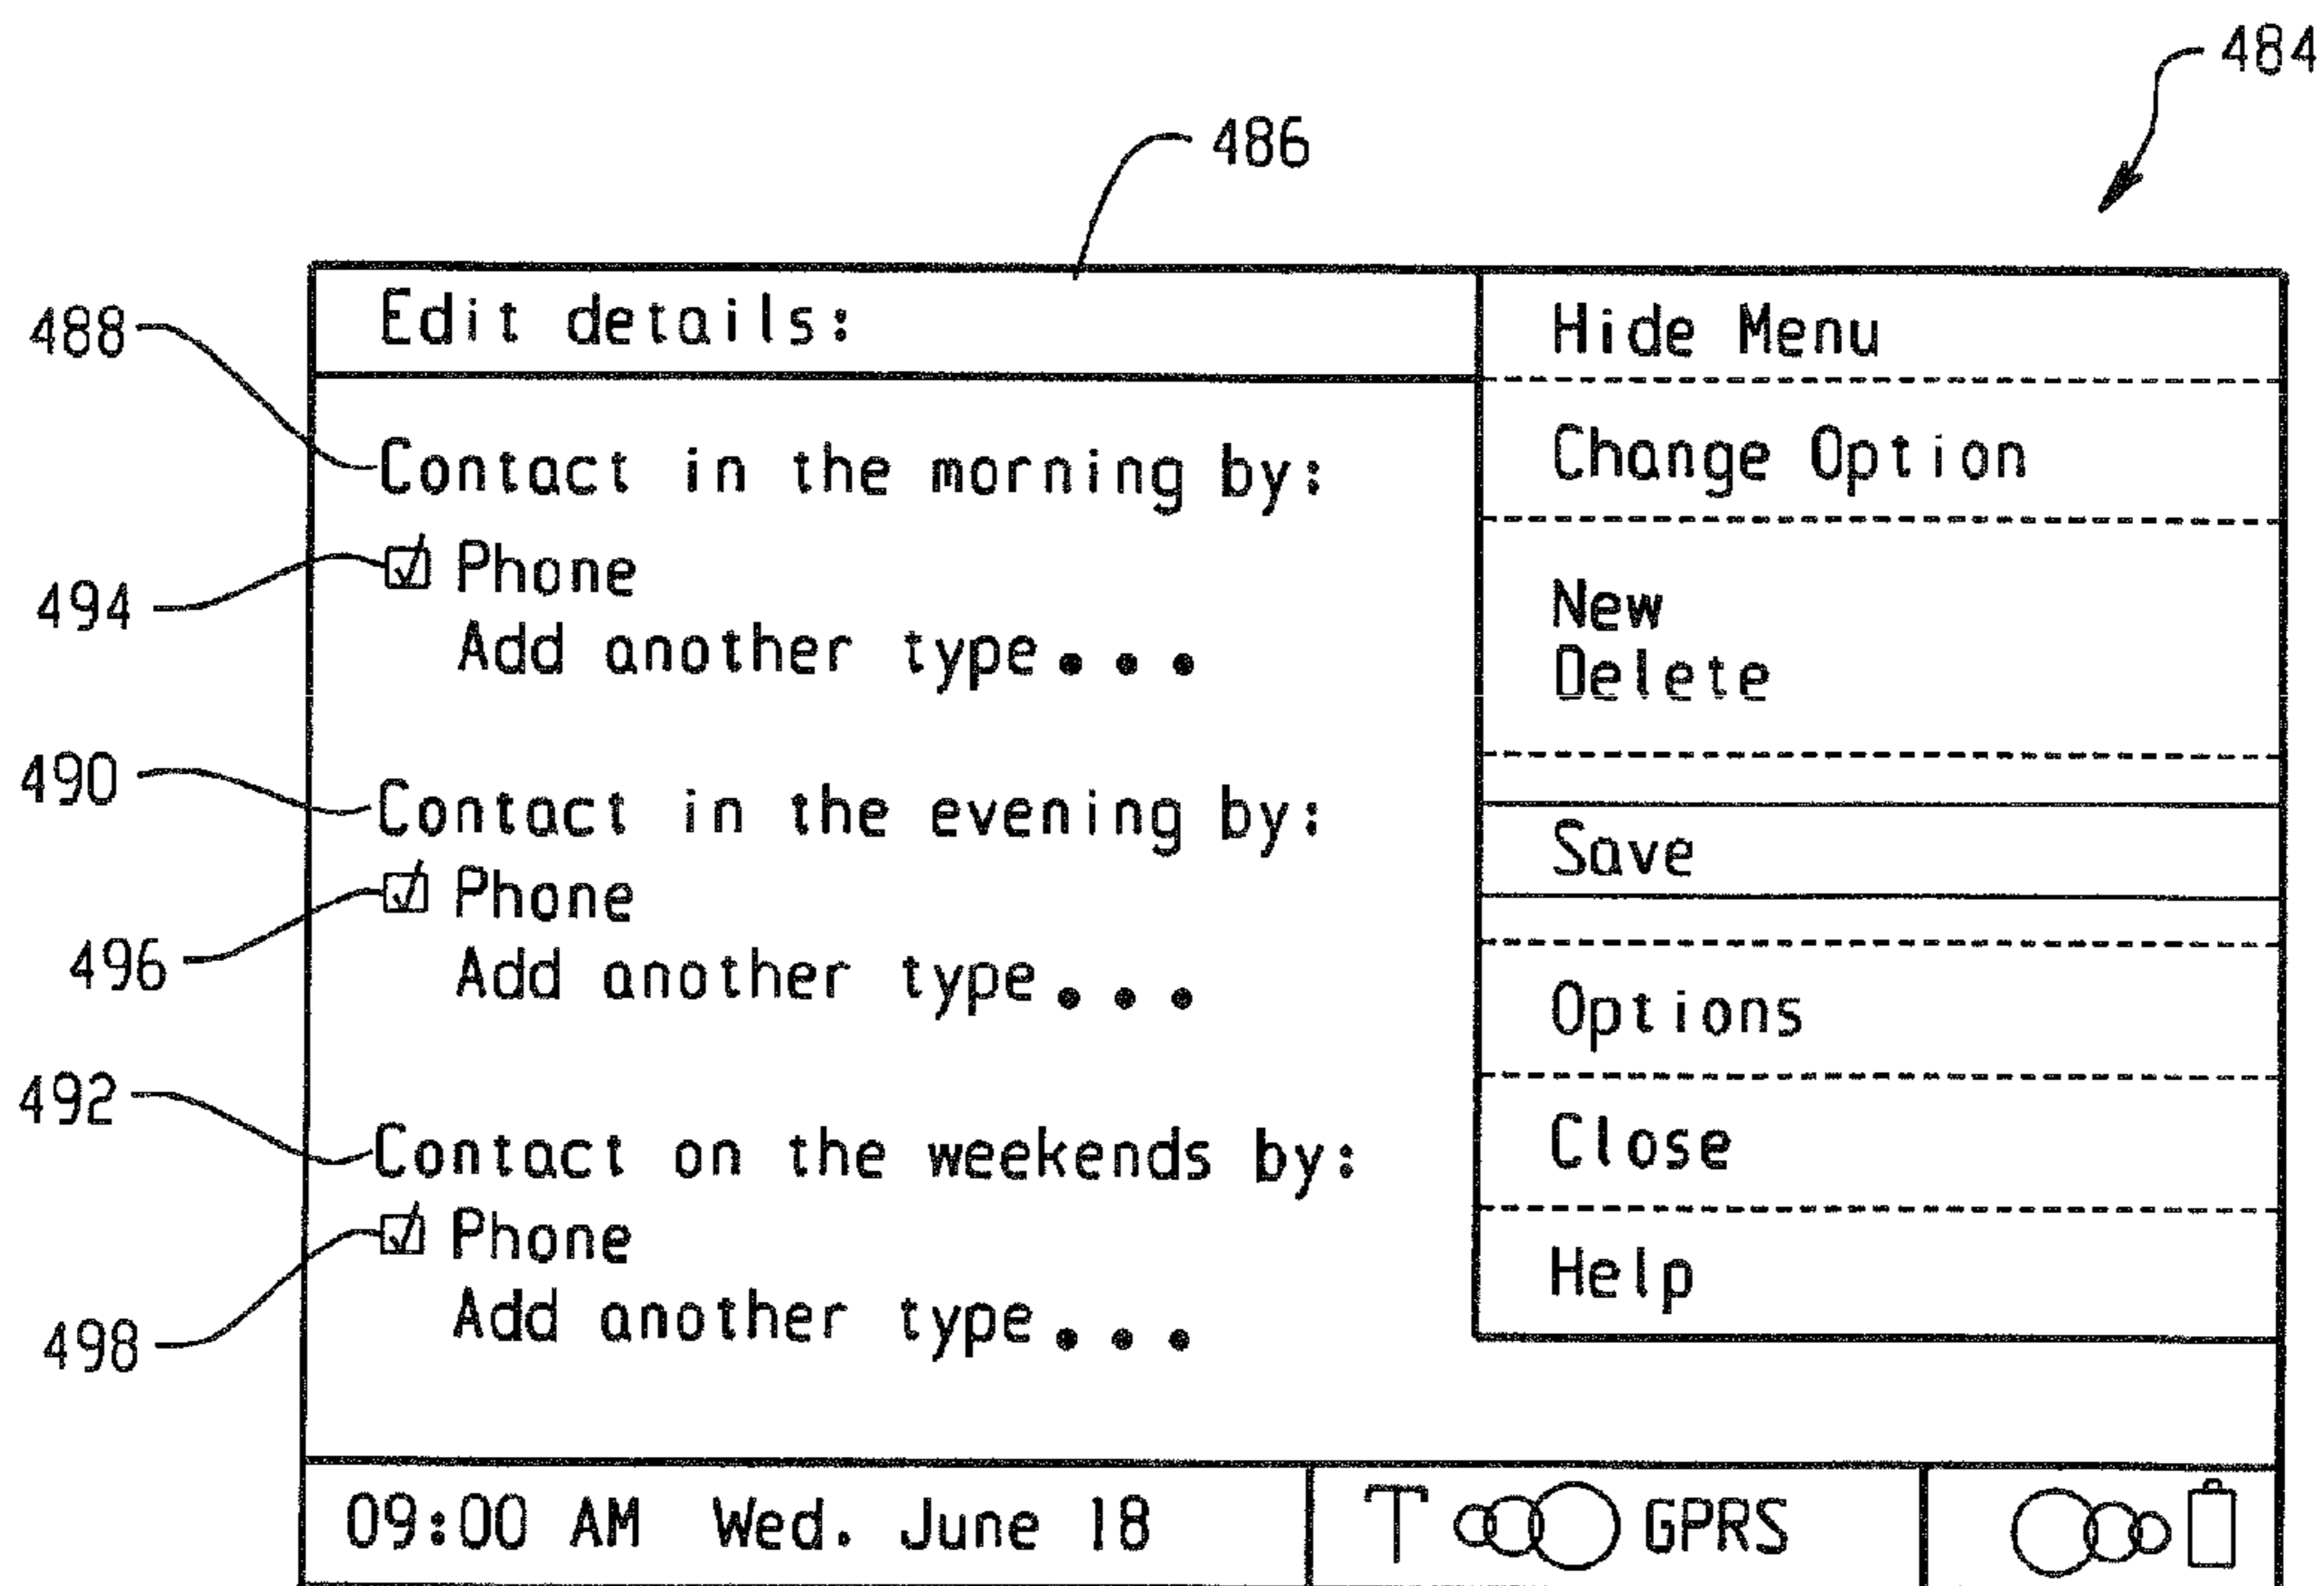 484
486
Edit details:
Hide Menu
488
Contact in the morning by:
Change Option
494
Phone
Add another type...
New
Delete
490
Contact in the evening by:
Save
496
Phone
Add another type...
Options
492
Contact on the weekends by:
Close
498
Phone
Add another type...
Help
09:00 AM Wed. June 18
GPRS